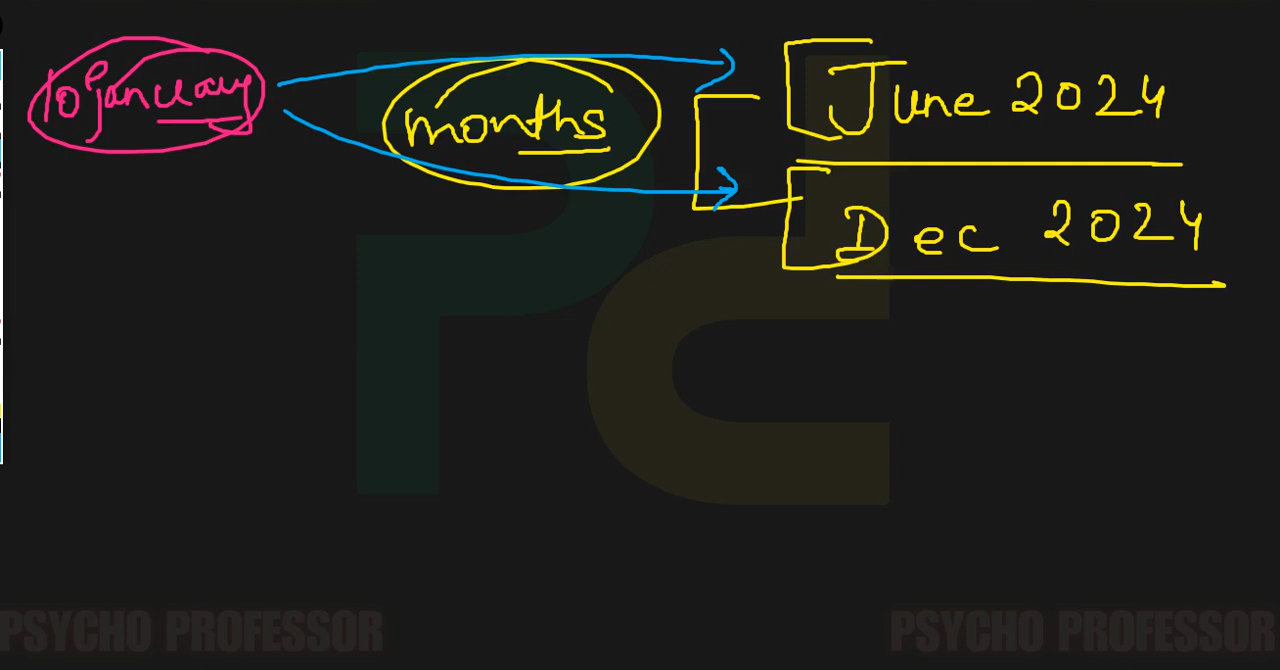 10 January
months
June 2024
Dec 2024
PSYCHO PROFESSOR
PSYCHO PROFESSOR